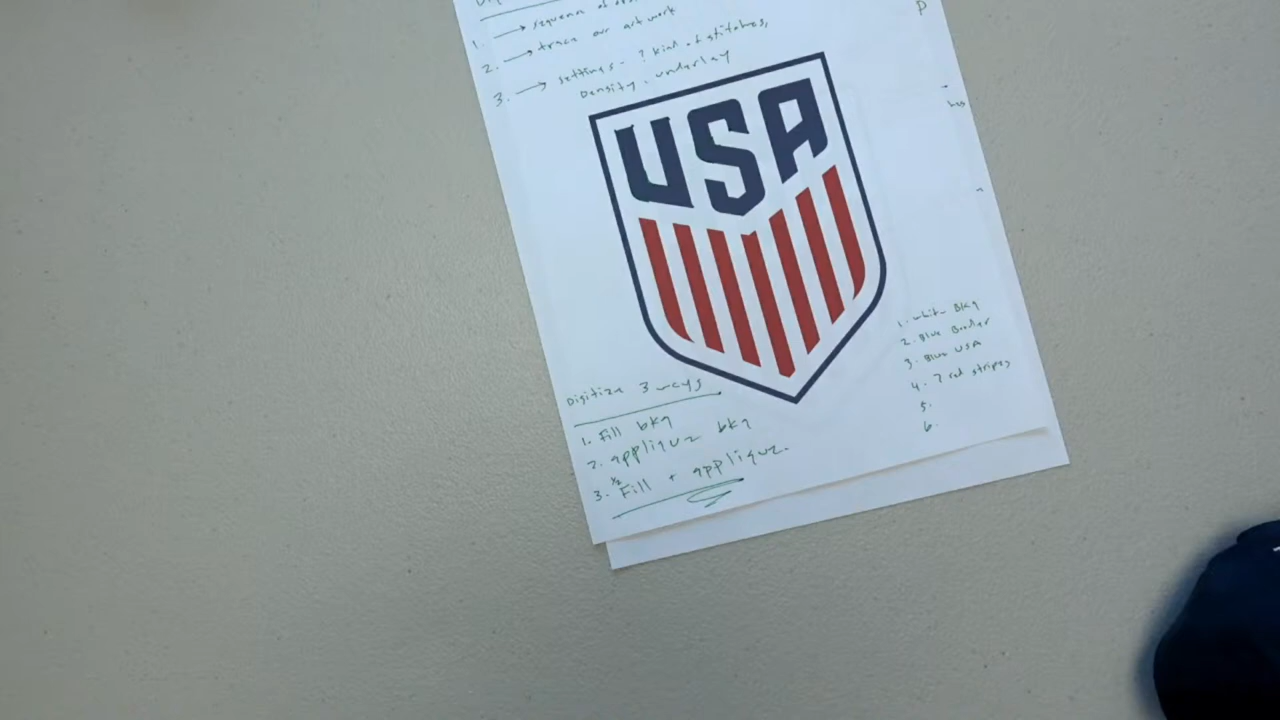 1. → sequence of
2. → trace our artwork
3. → settings - ? kind of stitches,
Density, underlay
USA
1. white BKg
2. Blue Border
3. Blue USA
4. 7 red stripes
5.
6.
Digitize 3 ways
1. Fill bkg
2. applique bkg
3. 1/2 Fill + applique.